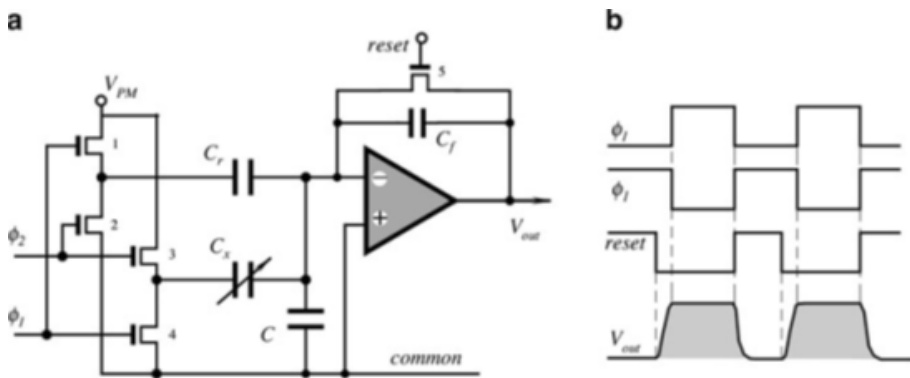 a
reset
5
V_PM
1
C_r
C_f
2
ϕ_2
C_x
3
V_out
ϕ_1
4
C
common
b
ϕ_1
ϕ_1
reset
V_out